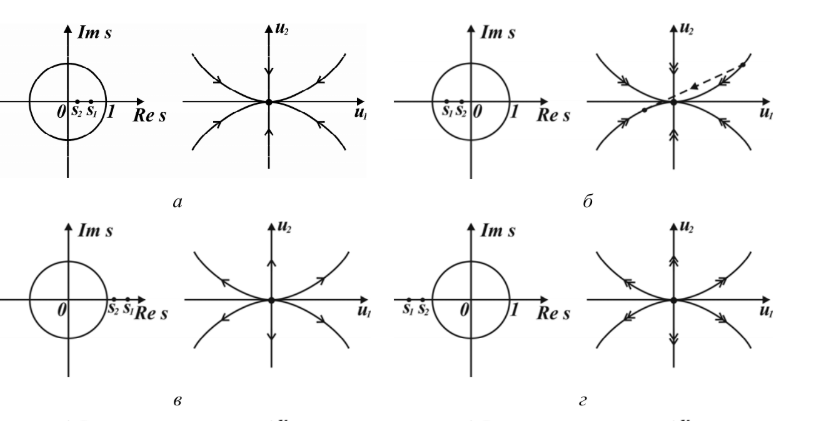 Im s u₂ Im s u₂
0 s₂ s₁ 1 Re s u₁ s₁ s₂ 0 1 Re s u₁
а б
Im s u₂ Im s u₂
0 s₂ s₁ Re s u₁ s₁ s₂ 0 1 Re s u₁
в г